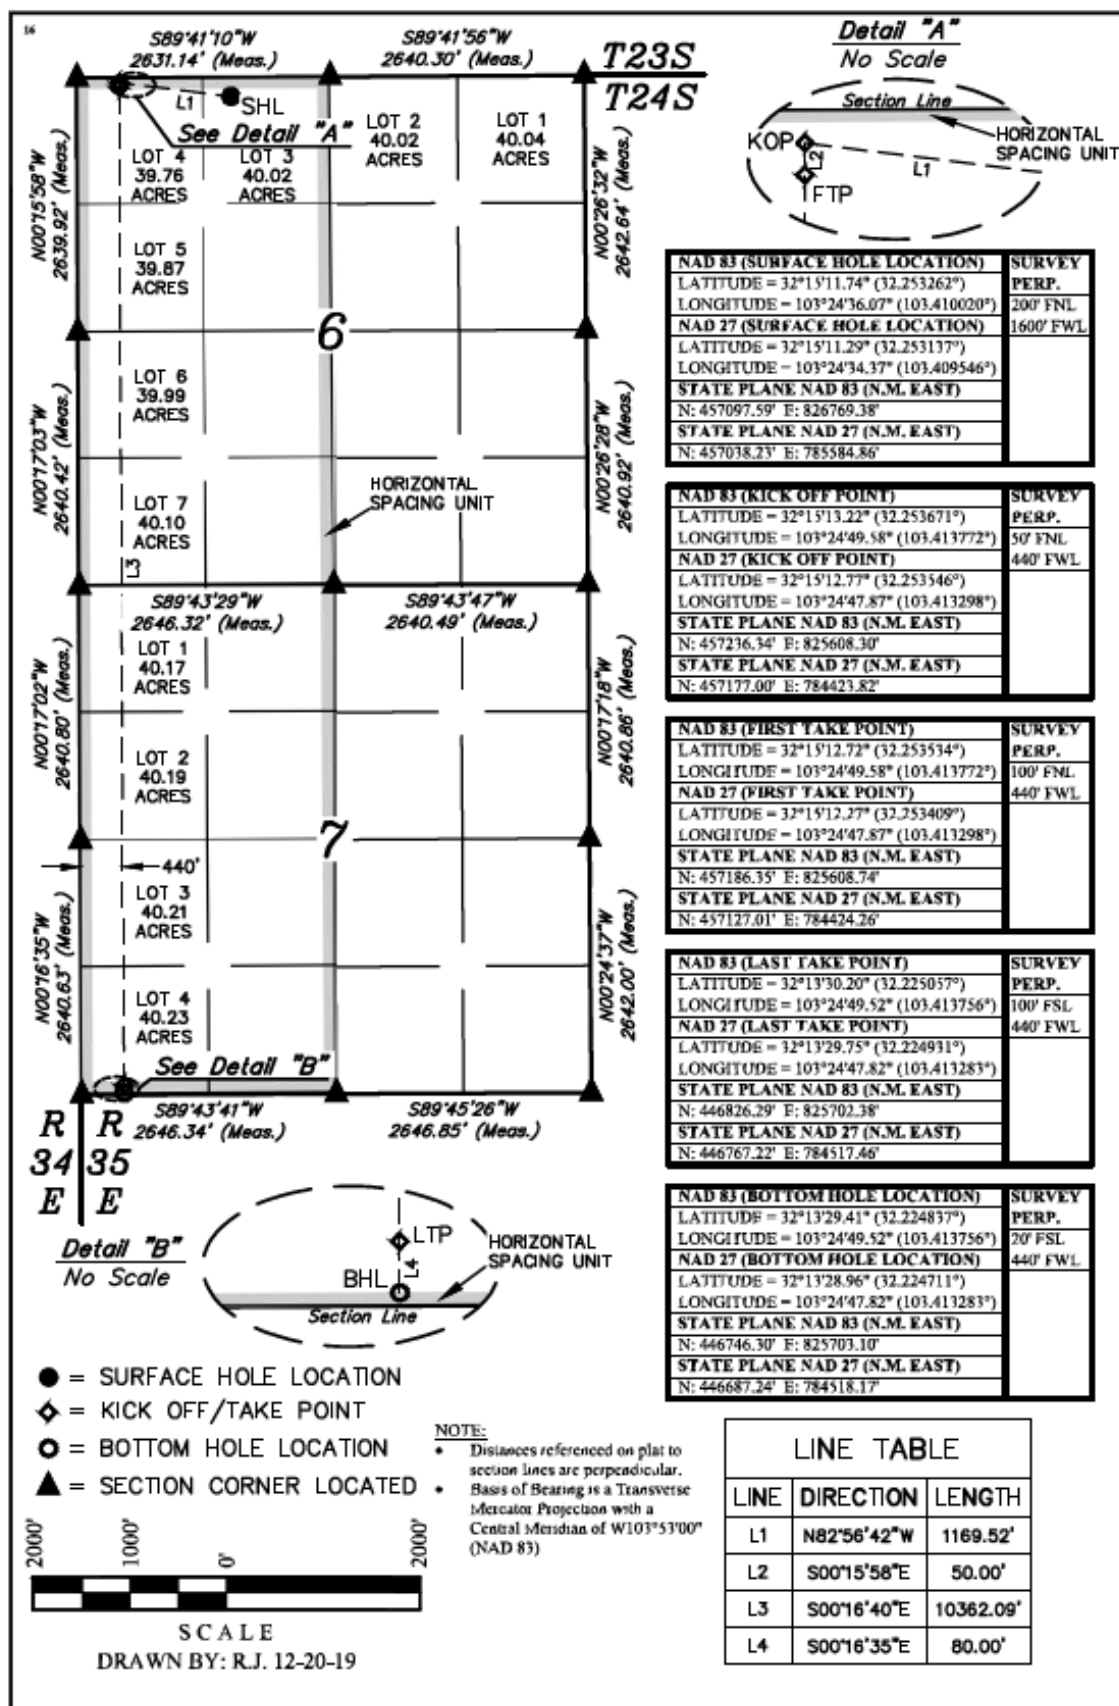 16
S89°41'10"W
2631.14' (Meas.)
S89°41'56"W
2640.30' (Meas.)
T23S
T24S
L1
SHL
See Detail "A"
LOT 4
39.76
ACRES
LOT 3
40.02
ACRES
LOT 2
40.02
ACRES
LOT 1
40.04
ACRES
N00°15'58"W
2639.92' (Meas.)
N00°26'32"W
2642.64' (Meas.)
LOT 5
39.87
ACRES
6
LOT 6
39.99
ACRES
N00°17'03"W
2640.42' (Meas.)
N00°26'28"W
2640.92' (Meas.)
HORIZONTAL
SPACING UNIT
LOT 7
40.10
ACRES
L3
S89°43'29"W
2646.32' (Meas.)
S89°43'47"W
2640.49' (Meas.)
LOT 1
40.17
ACRES
N00°17'02"W
2640.80' (Meas.)
N00°17'18"W
2640.86' (Meas.)
LOT 2
40.19
ACRES
7
440'
LOT 3
40.21
ACRES
N00°16'35"W
2640.63' (Meas.)
N00°24'37"W
2642.00' (Meas.)
LOT 4
40.23
ACRES
See Detail "B"
S89°43'41"W
2646.34' (Meas.)
S89°45'26"W
2646.85' (Meas.)
R R
34 35
E E
Detail "A"
No Scale
Section Line
HORIZONTAL
SPACING UNIT
KOP
L2
L1
FTP
NAD 83 (SURFACE HOLE LOCATION) SURVEY
LATITUDE = 32°15'11.74" (32.253262°) PERP.
LONGITUDE = 103°24'36.07" (103.410020°) 200' FNL
NAD 27 (SURFACE HOLE LOCATION) 1600' FWL
LATITUDE = 32°15'11.29" (32.253137°)
LONGITUDE = 103°24'34.37" (103.409546°)
STATE PLANE NAD 83 (N.M. EAST)
N: 457097.59' E: 826769.38'
STATE PLANE NAD 27 (N.M. EAST)
N: 457038.23' E: 785584.86'
NAD 83 (KICK OFF POINT) SURVEY
LATITUDE = 32°15'13.22" (32.253671°) PERP.
LONGITUDE = 103°24'49.58" (103.413772°) 50' FNL
NAD 27 (KICK OFF POINT) 440' FWL
LATITUDE = 32°15'12.77" (32.253546°)
LONGITUDE = 103°24'47.87" (103.413298°)
STATE PLANE NAD 83 (N.M. EAST)
N: 457236.34' E: 825608.30'
STATE PLANE NAD 27 (N.M. EAST)
N: 457177.00' E: 784423.82'
NAD 83 (FIRST TAKE POINT) SURVEY
LATITUDE = 32°15'12.72" (32.253534°) PERP.
LONGITUDE = 103°24'49.58" (103.413772°) 100' FNL
NAD 27 (FIRST TAKE POINT) 440' FWL
LATITUDE = 32°15'12.27" (32.253409°)
LONGITUDE = 103°24'47.87" (103.413298°)
STATE PLANE NAD 83 (N.M. EAST)
N: 457186.35' E: 825608.74'
STATE PLANE NAD 27 (N.M. EAST)
N: 457127.01' E: 784424.26'
NAD 83 (LAST TAKE POINT) SURVEY
LATITUDE = 32°13'30.20" (32.225057°) PERP.
LONGITUDE = 103°24'49.52" (103.413756°) 100' FSL
NAD 27 (LAST TAKE POINT) 440' FWL
LATITUDE = 32°13'29.75" (32.224931°)
LONGITUDE = 103°24'47.82" (103.413283°)
STATE PLANE NAD 83 (N.M. EAST)
N: 446826.29' E: 825702.38'
STATE PLANE NAD 27 (N.M. EAST)
N: 446767.22' E: 784517.46'
NAD 83 (BOTTOM HOLE LOCATION) SURVEY
LATITUDE = 32°13'29.41" (32.224837°) PERP.
LONGITUDE = 103°24'49.52" (103.413756°) 20' FSL
NAD 27 (BOTTOM HOLE LOCATION) 440' FWL
LATITUDE = 32°13'28.96" (32.224711°)
LONGITUDE = 103°24'47.82" (103.413283°)
STATE PLANE NAD 83 (N.M. EAST)
N: 446746.30' E: 825703.10'
STATE PLANE NAD 27 (N.M. EAST)
N: 446687.24' E: 784518.17'
Detail "B"
No Scale
LTP
L4
BHL
HORIZONTAL
SPACING UNIT
Section Line
= SURFACE HOLE LOCATION
= KICK OFF/TAKE POINT
= BOTTOM HOLE LOCATION
= SECTION CORNER LOCATED
NOTE:
• Distances referenced on plat to
section lines are perpendicular.
• Basis of Bearing is a Transverse
Mercator Projection with a
Central Meridian of W103°53'00"
(NAD 83)
2000' 1000' 0' 2000'
SCALE
DRAWN BY: R.J. 12-20-19
LINE TABLE
LINE DIRECTION LENGTH
L1 N82°56'42"W 1169.52'
L2 S00°15'58"E 50.00'
L3 S00°16'40"E 10362.09'
L4 S00°16'35"E 80.00'